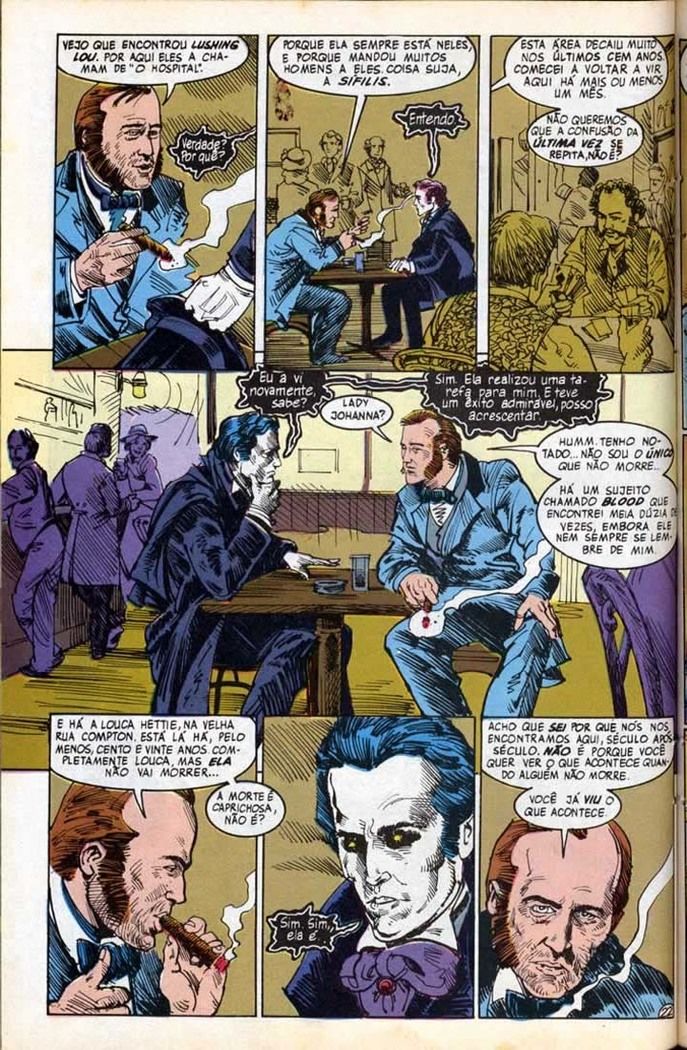 VEJO QUE ENCONTROU LUSHING
LOU. POR AQUI ELES A CHA-
MAM DE "O HOSPITAL".
Verdade?
Por quê?
PORQUE ELA SEMPRE ESTÁ NELES,
E PORQUE MANDOU MUITOS
HOMENS A ELES. COISA SUJA,
A SÍFILIS.
Entendo.
ESTA ÁREA DECAIU MUITO
NOS ÚLTIMOS CEM ANOS.
COMECEI A VOLTAR A VIR
AQUI HÁ MAIS OU MENOS
UM MÊS.
NÃO QUEREMOS
QUE A CONFUSÃO DA
ÚLTIMA VEZ SE
REPITA, NÃO É?
Eu a vi
novamente,
sabe?
LADY
JOHANNA?
Sim. Ela realizou uma ta-
refa para mim. E teve
um êxito admirável, posso
acrescentar.
HUMM. TENHO NO-
TADO... NÃO SOU O ÚNICO
QUE NÃO MORRE...
HÁ UM SUJEITO
CHAMADO BLOOD QUE
ENCONTREI MEIA DÚZIA DE
VEZES, EMBORA ELE
NEM SEMPRE SE LEM-
BRE DE MIM.
E HÁ A LOUCA HETTIE, NA VELHA
RUA COMPTON. ESTÁ LÁ HÁ, PELO
MENOS, CENTO E VINTE ANOS. COM-
PLETAMENTE LOUCA, MAS ELA
NÃO VAI MORRER...
A MORTE É
CAPRICHOSA,
NÃO É?
Sim. Sim,
ela é...
ACHO QUE SEI POR QUE NÓS NOS
ENCONTRAMOS AQUI, SÉCULO APÓS
SÉCULO. NÃO É PORQUE VOCÊ
QUER VER O QUE ACONTECE QUAN-
DO ALGUÉM NÃO MORRE.
VOCÊ JÁ VIU O
QUE ACONTECE.